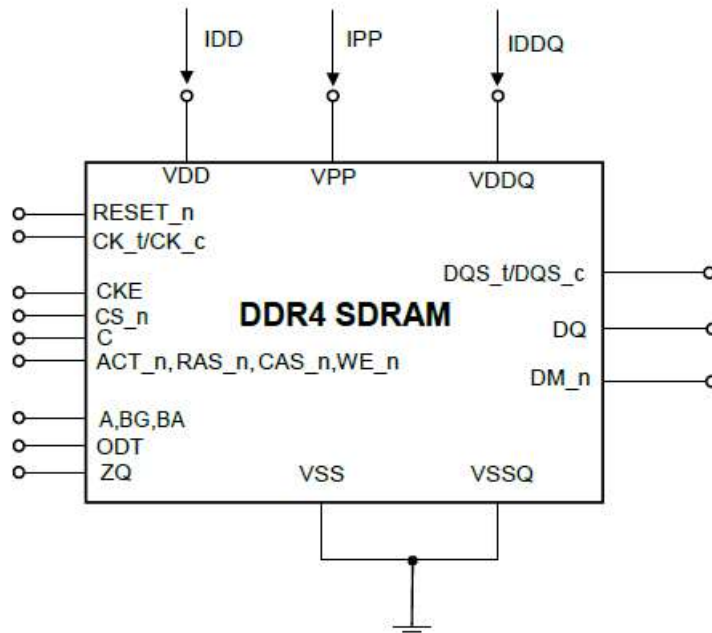 IDD
IPP
IDDQ
VDD
VPP
VDDQ
RESET_n
CK_t/CK_c
CKE
CS_n
C
ACT_n,RAS_n,CAS_n,WE_n
A,BG,BA
ODT
ZQ
DDR4 SDRAM
DQS_t/DQS_c
DQ
DM_n
VSS
VSSQ